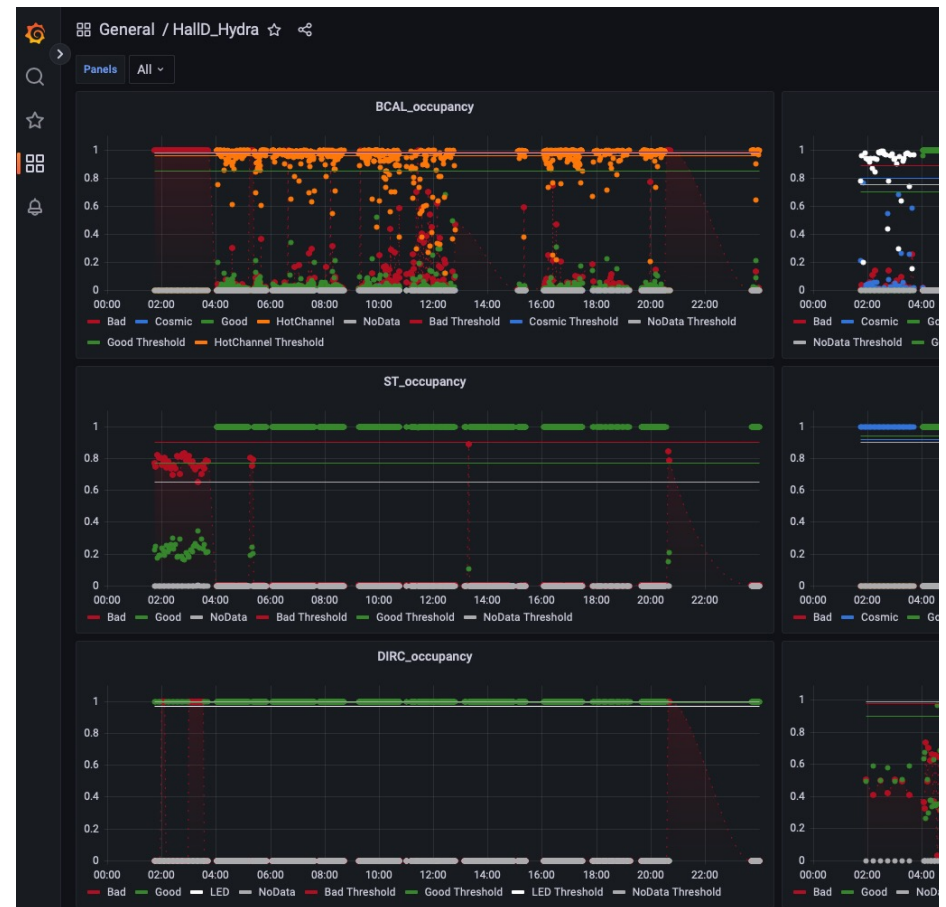 General / HallD_Hydra
Panels All
BCAL_occupancy
1
0.8
0.6
0.4
0.2
0
00:00 02:00 04:00 06:00 08:00 10:00 12:00 14:00 16:00 18:00 20:00 22:00
Bad Cosmic Good HotChannel NoData Bad Threshold Cosmic Threshold NoData Threshold
Good Threshold HotChannel Threshold
1
0.8
0.6
0.4
0.2
0
00:00 02:00 04:00
Bad Cosmic Go
NoData Threshold G
ST_occupancy
1
0.8
0.6
0.4
0.2
0
00:00 02:00 04:00 06:00 08:00 10:00 12:00 14:00 16:00 18:00 20:00 22:00
Bad Good NoData Bad Threshold Good Threshold NoData Threshold
1
0.8
0.6
0.4
0.2
0
00:00 02:00 04:00
Bad Cosmic Go
DIRC_occupancy
1
0.8
0.6
0.4
0.2
0
00:00 02:00 04:00 06:00 08:00 10:00 12:00 14:00 16:00 18:00 20:00 22:00
Bad Good LED NoData Bad Threshold Good Threshold LED Threshold NoData Threshold
1
0.8
0.6
0.4
0.2
0
00:00 02:00 04:00
Bad Good NoDa